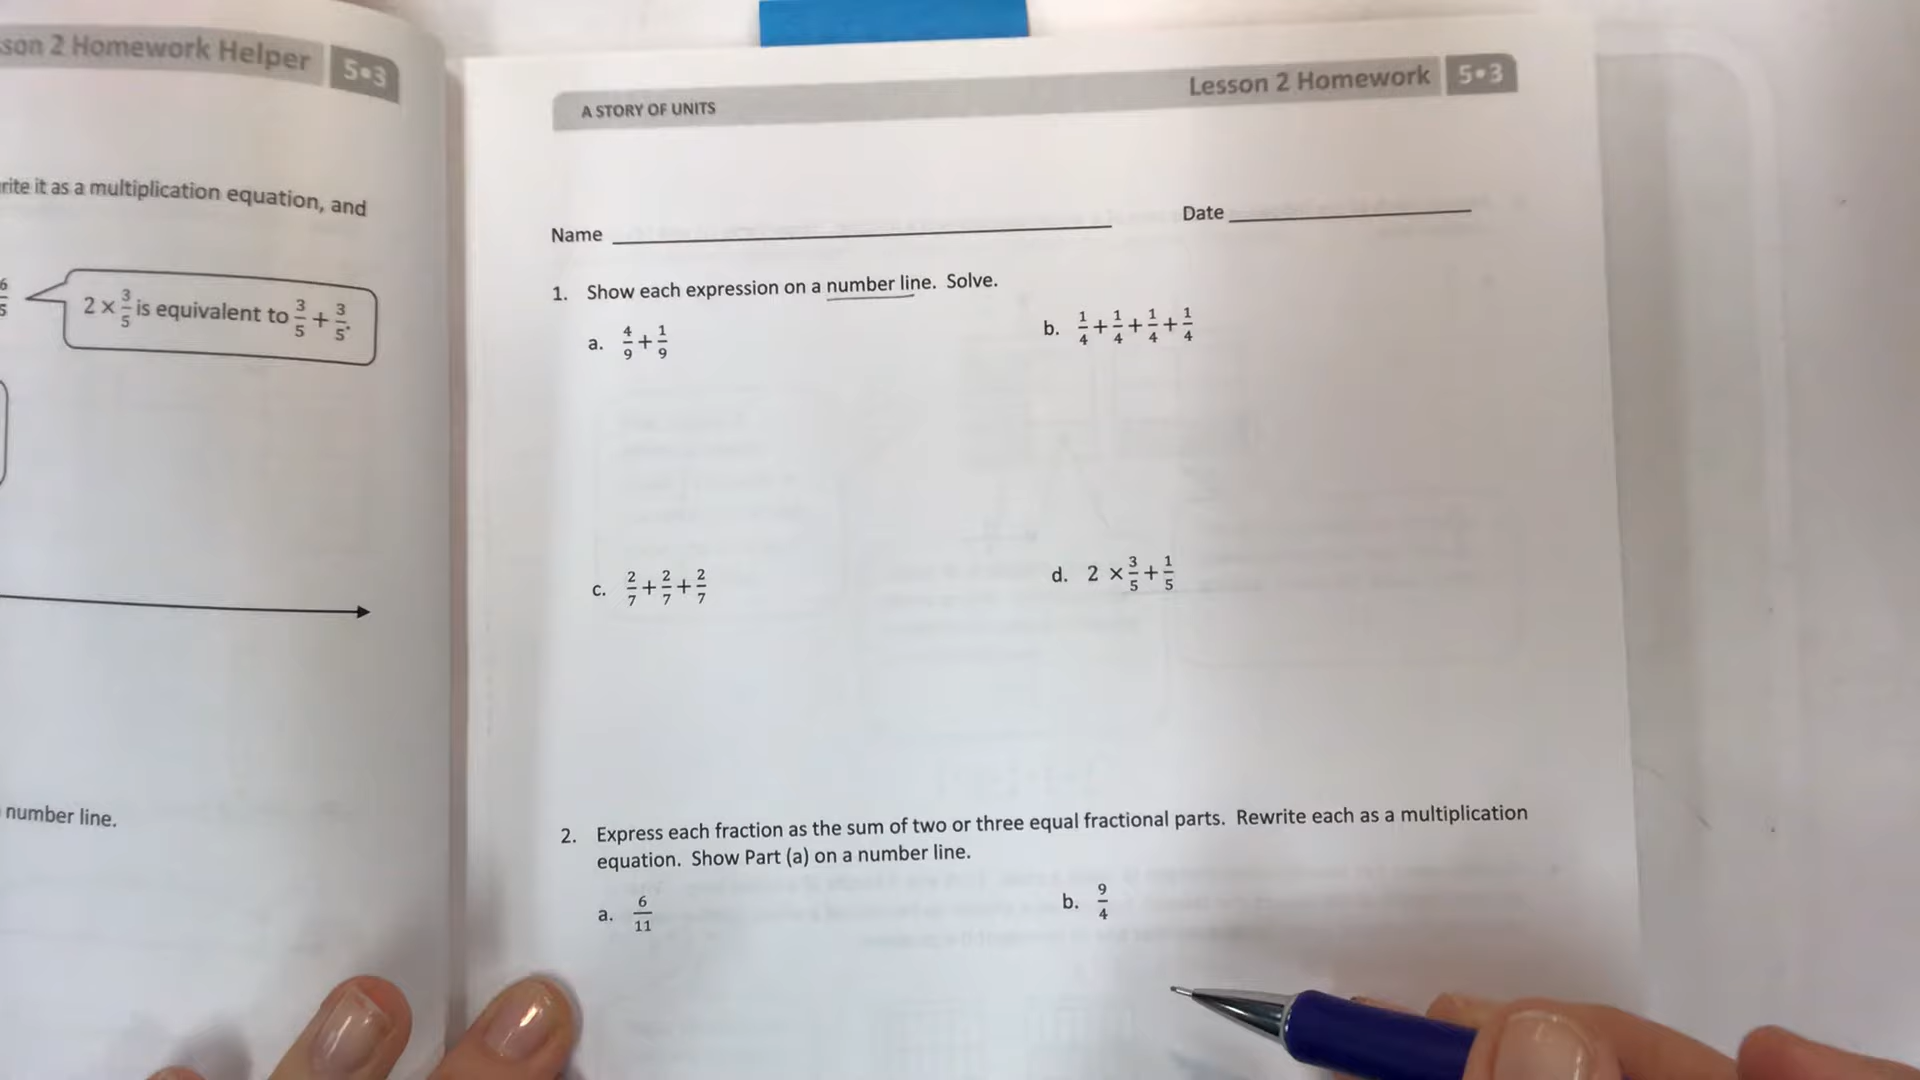 son 2 Homework Helper 5•3
rite it as a multiplication equation, and
6/5
2 × 3/5 is equivalent to 3/5 + 3/5.
number line.
A STORY OF UNITS
Lesson 2 Homework 5•3
Name
Date
1. Show each expression on a number line. Solve.
a. 4/9 + 1/9
b. 1/4 + 1/4 + 1/4 + 1/4
c. 2/7 + 2/7 + 2/7
d. 2 × 3/5 + 1/5
2. Express each fraction as the sum of two or three equal fractional parts. Rewrite each as a multiplication
equation. Show Part (a) on a number line.
a. 6/11
b. 9/4